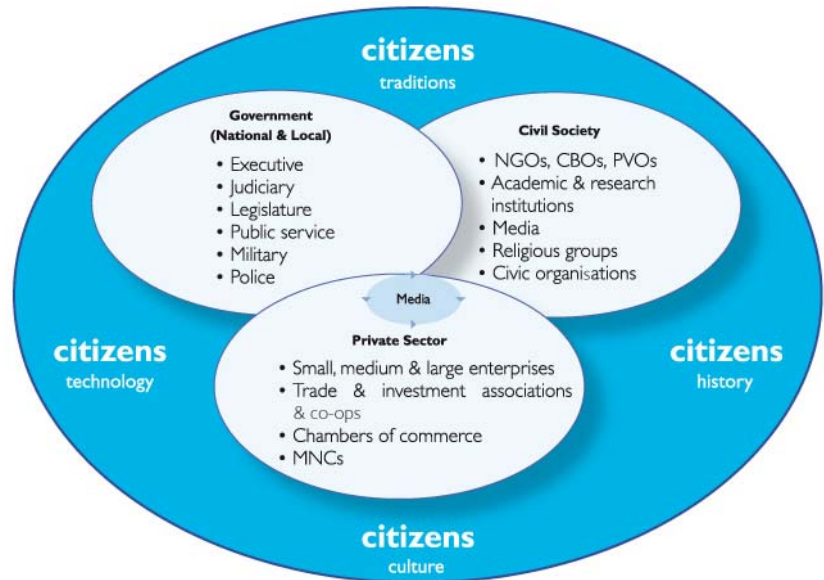 citizens
traditions
Government
(National & Local)
• Executive
• Judiciary
• Legislature
• Public service
• Military
• Police
Civil Society
• NGOs, CBOs, PVOs
• Academic & research
institutions
• Media
• Religious groups
• Civic organisations
Media
Private Sector
• Small, medium & large enterprises
• Trade & investment associations
& co-ops
• Chambers of commerce
• MNCs
citizens
technology
citizens
history
citizens
culture